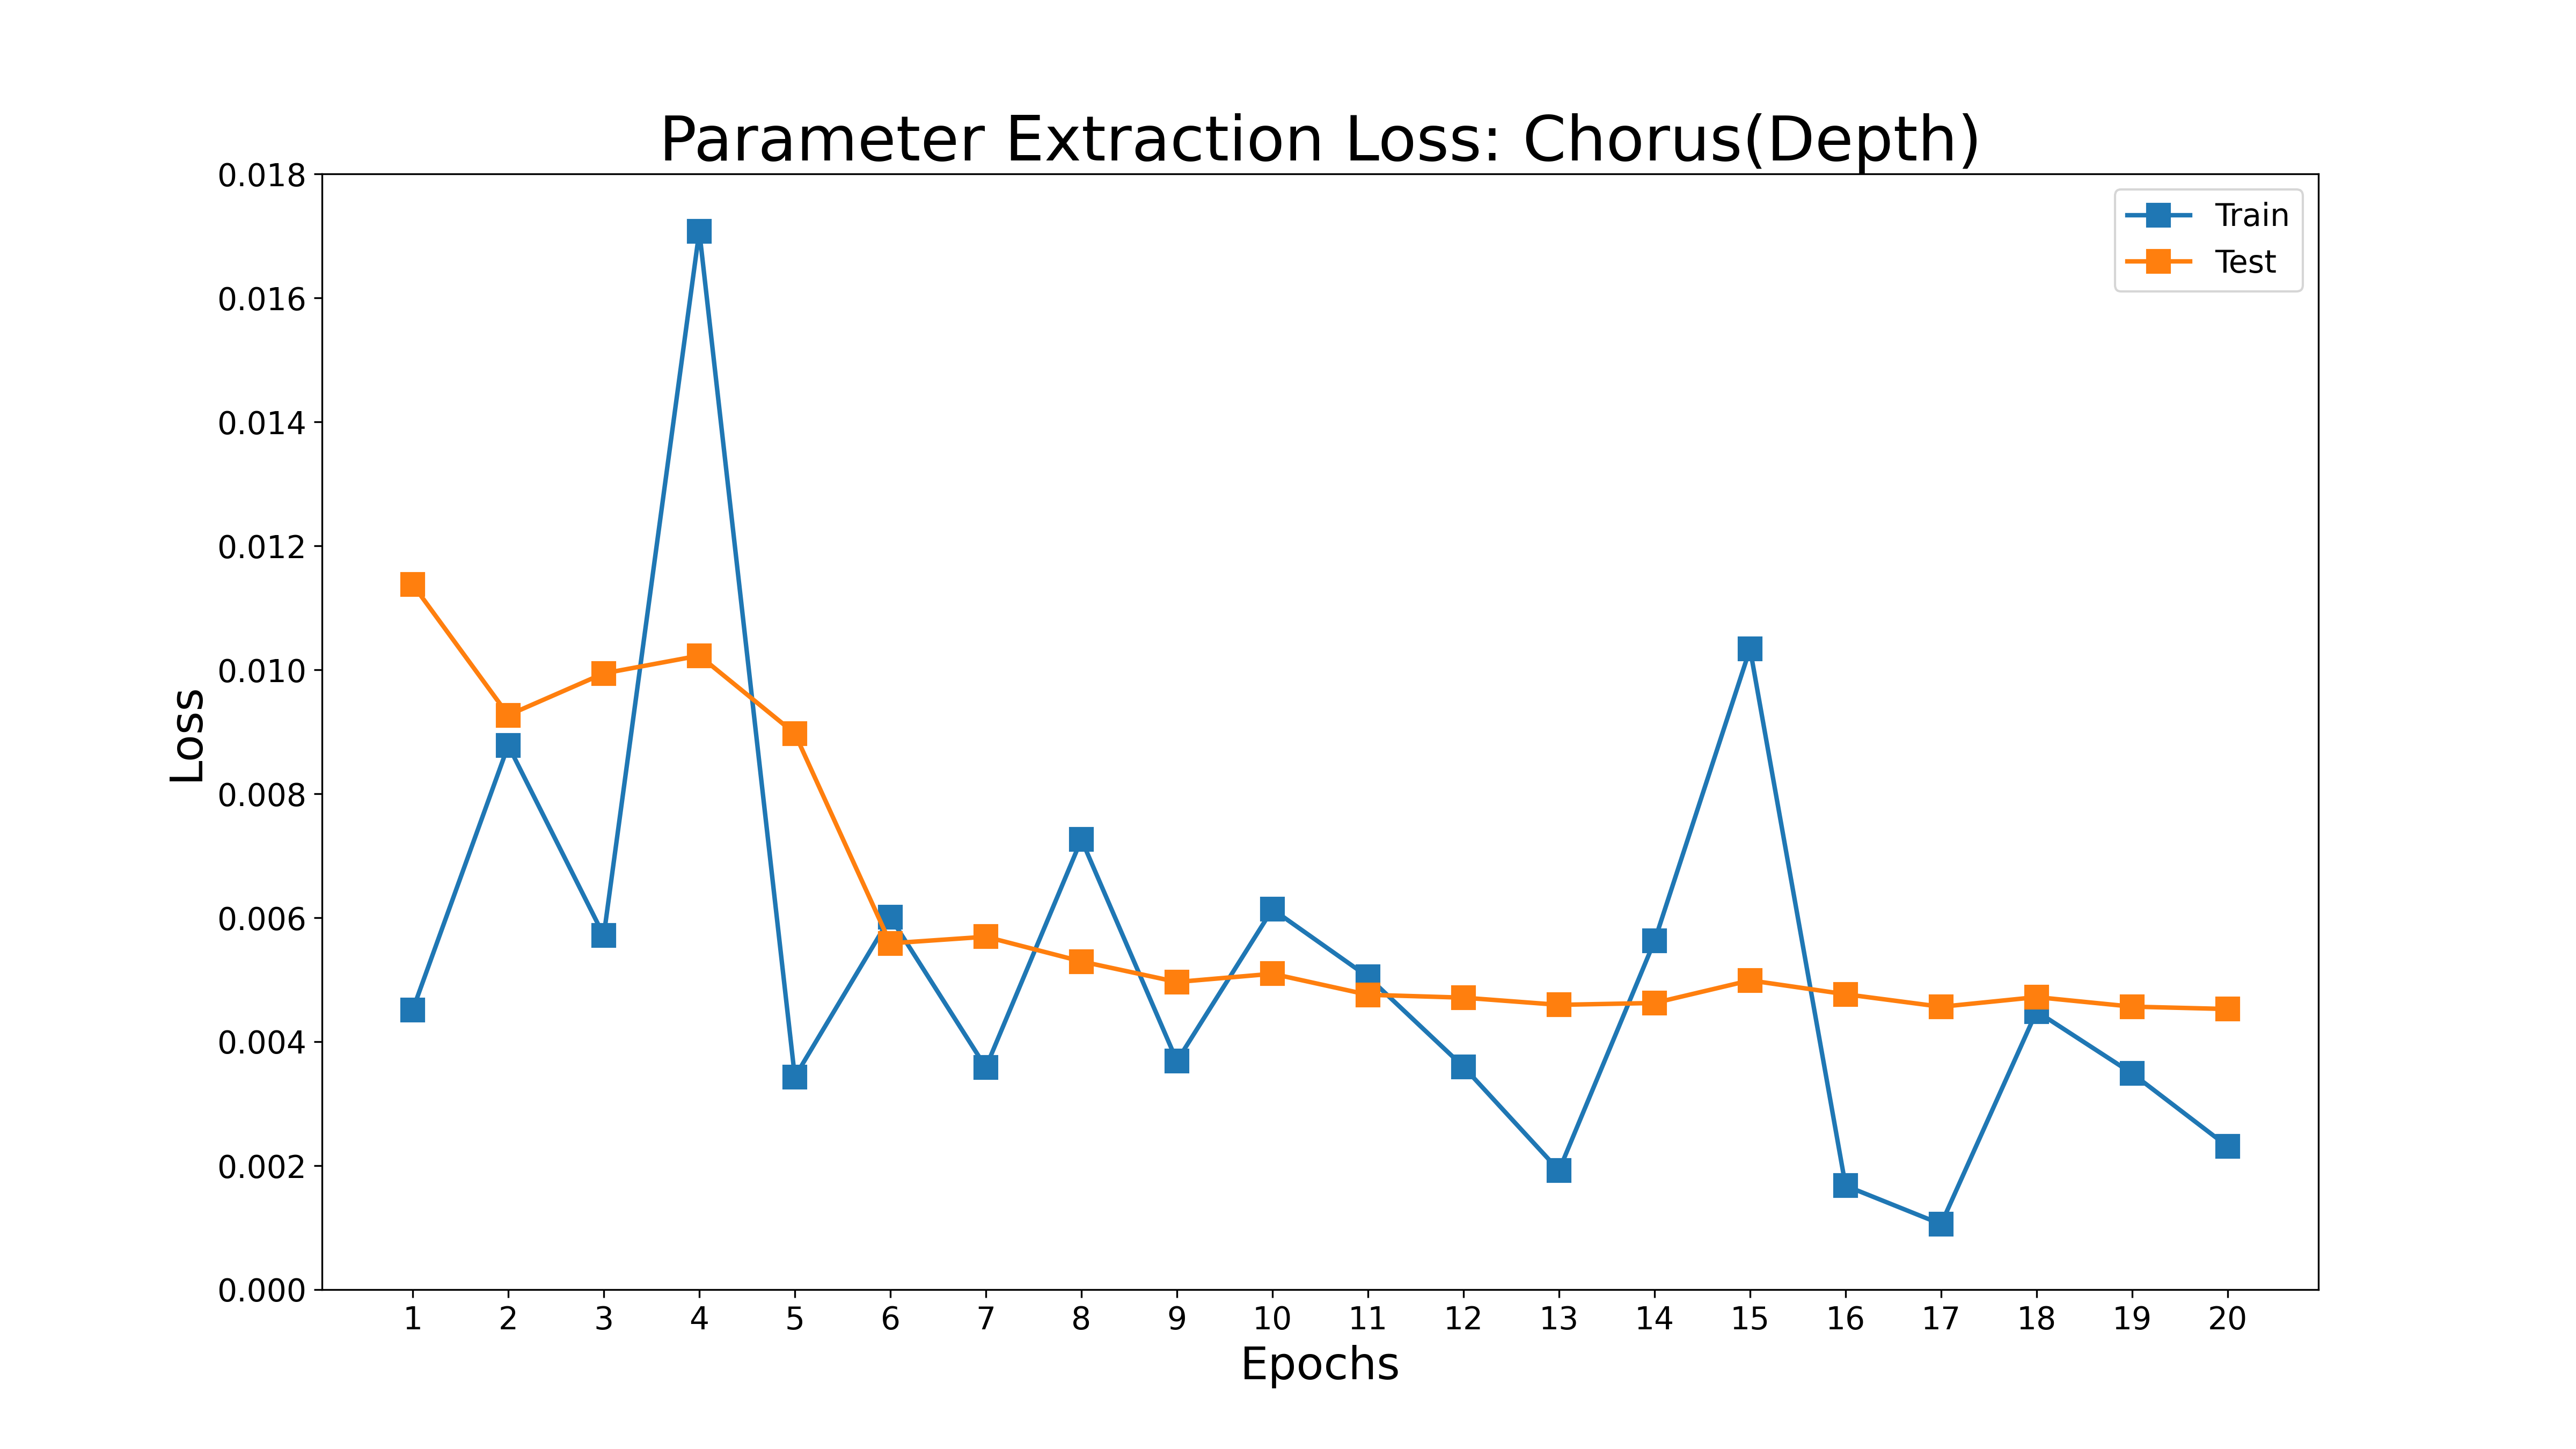 Parameter Extraction Loss: Chorus(Depth)
Train
Test
Loss
0.018
0.016
0.014
0.012
0.010
0.008
0.006
0.004
0.002
0.000
1 2 3 4 5 6 7 8 9 10 11 12 13 14 15 16 17 18 19 20
Epochs